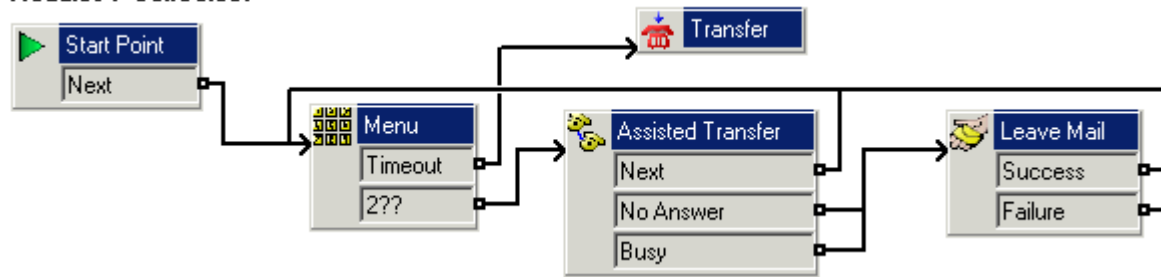 Start Point
Next
Transfer
Menu
Timeout
2??
Assisted Transfer
Next
No Answer
Busy
Leave Mail
Success
Failure